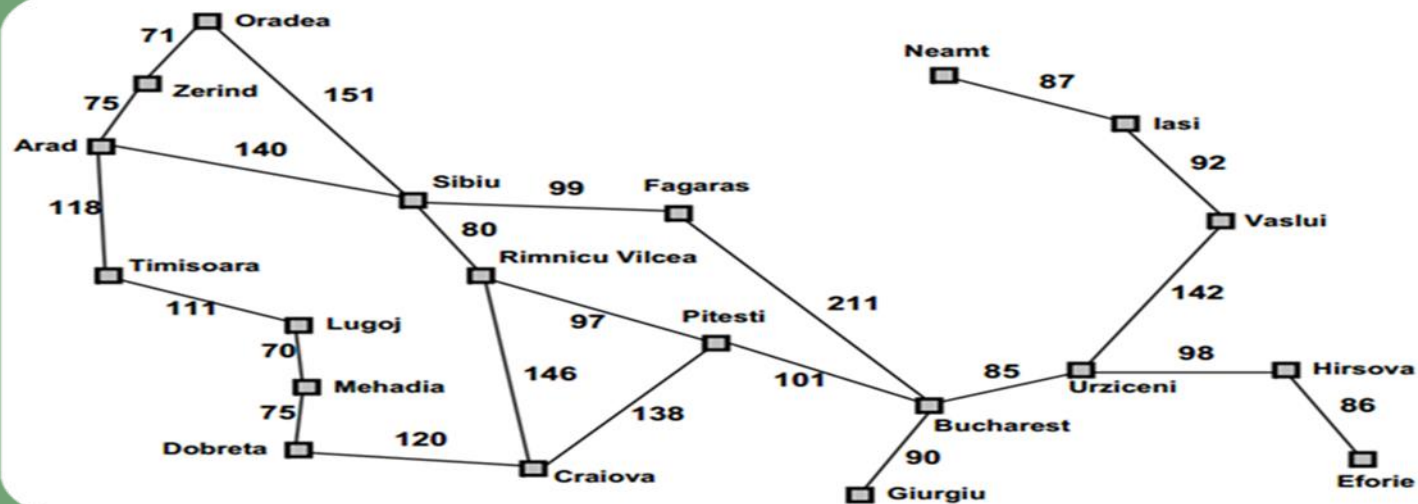 Oradea
71
Neamt
87
Zerind
151
75
Iasi
Arad
140
92
Sibiu
99
Fagaras
118
80
Vaslui
Rimnicu Vilcea
Timisoara
211
142
111
97
Pitesti
Lugoj
70
98
Hirsova
146
101
85
Urziceni
Mehadia
86
75
138
Bucharest
120
Dobreta
90
Craiova
Eforie
Giurgiu